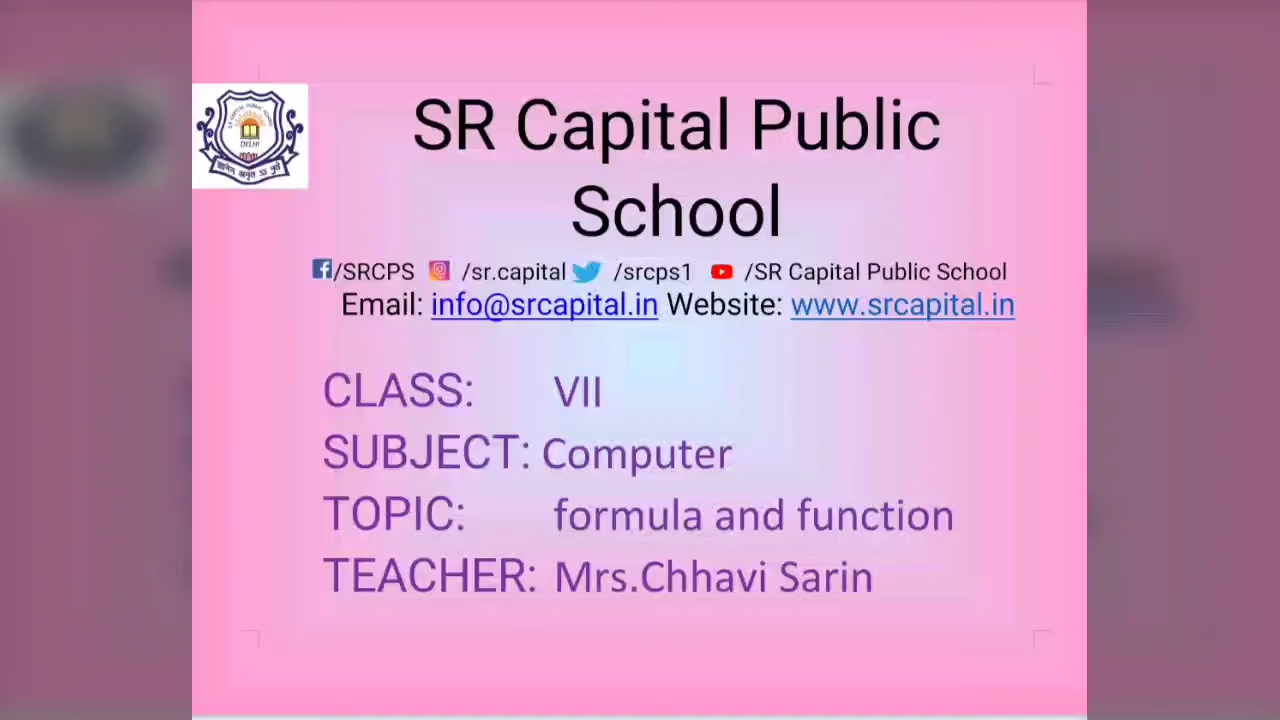 DELHI
SR Capital Public
School
/SRCPS /sr.capital /srcps1 /SR Capital Public School
Email: info@srcapital.in Website: www.srcapital.in
CLASS: VII
SUBJECT: Computer
TOPIC: formula and function
TEACHER: Mrs.Chhavi Sarin